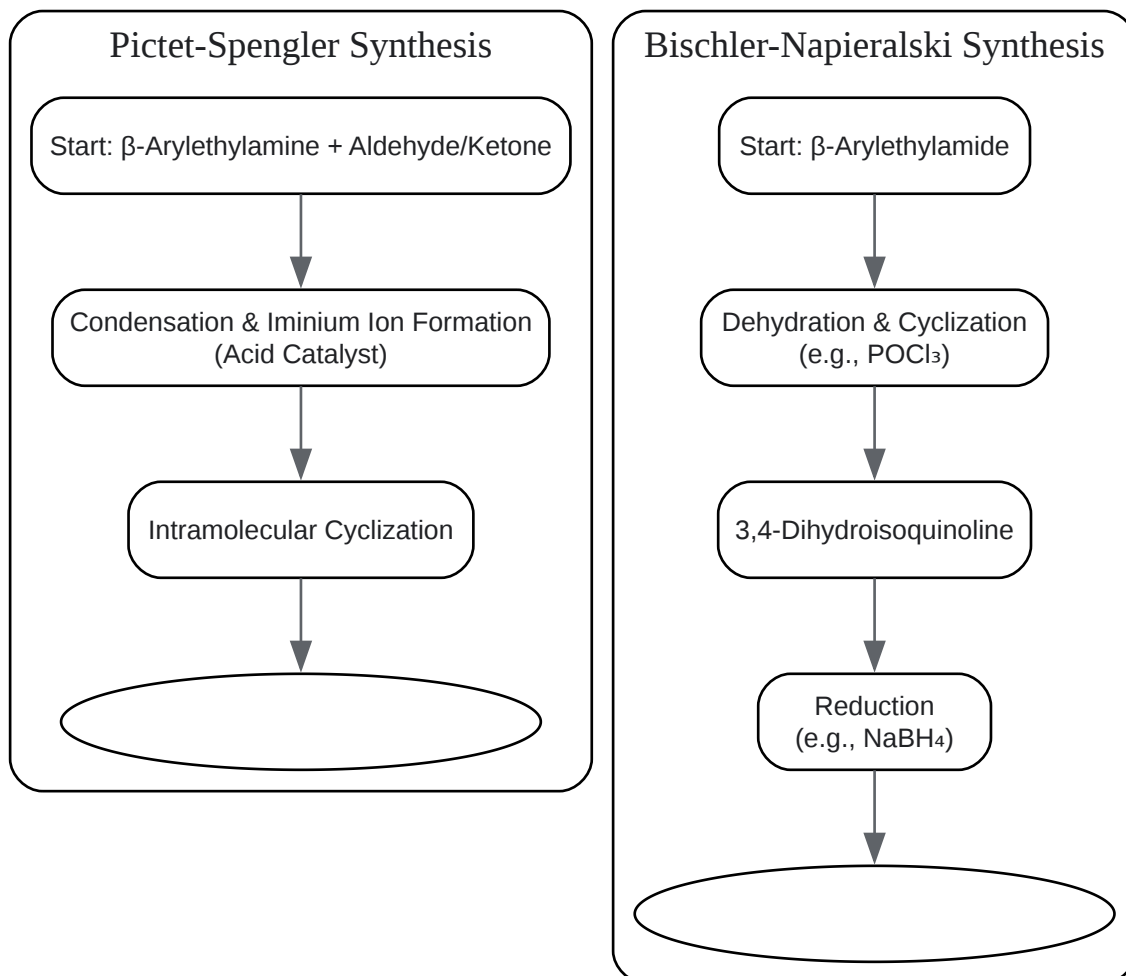 Pictet-Spengler Synthesis
Start: β-Arylethylamine + Aldehyde/Ketone
Condensation & Iminium Ion Formation
(Acid Catalyst)
Intramolecular Cyclization
Bischler-Napieralski Synthesis
Start: β-Arylethylamide
Dehydration & Cyclization
(e.g., POCl₃)
3,4-Dihydroisoquinoline
Reduction
(e.g., NaBH₄)